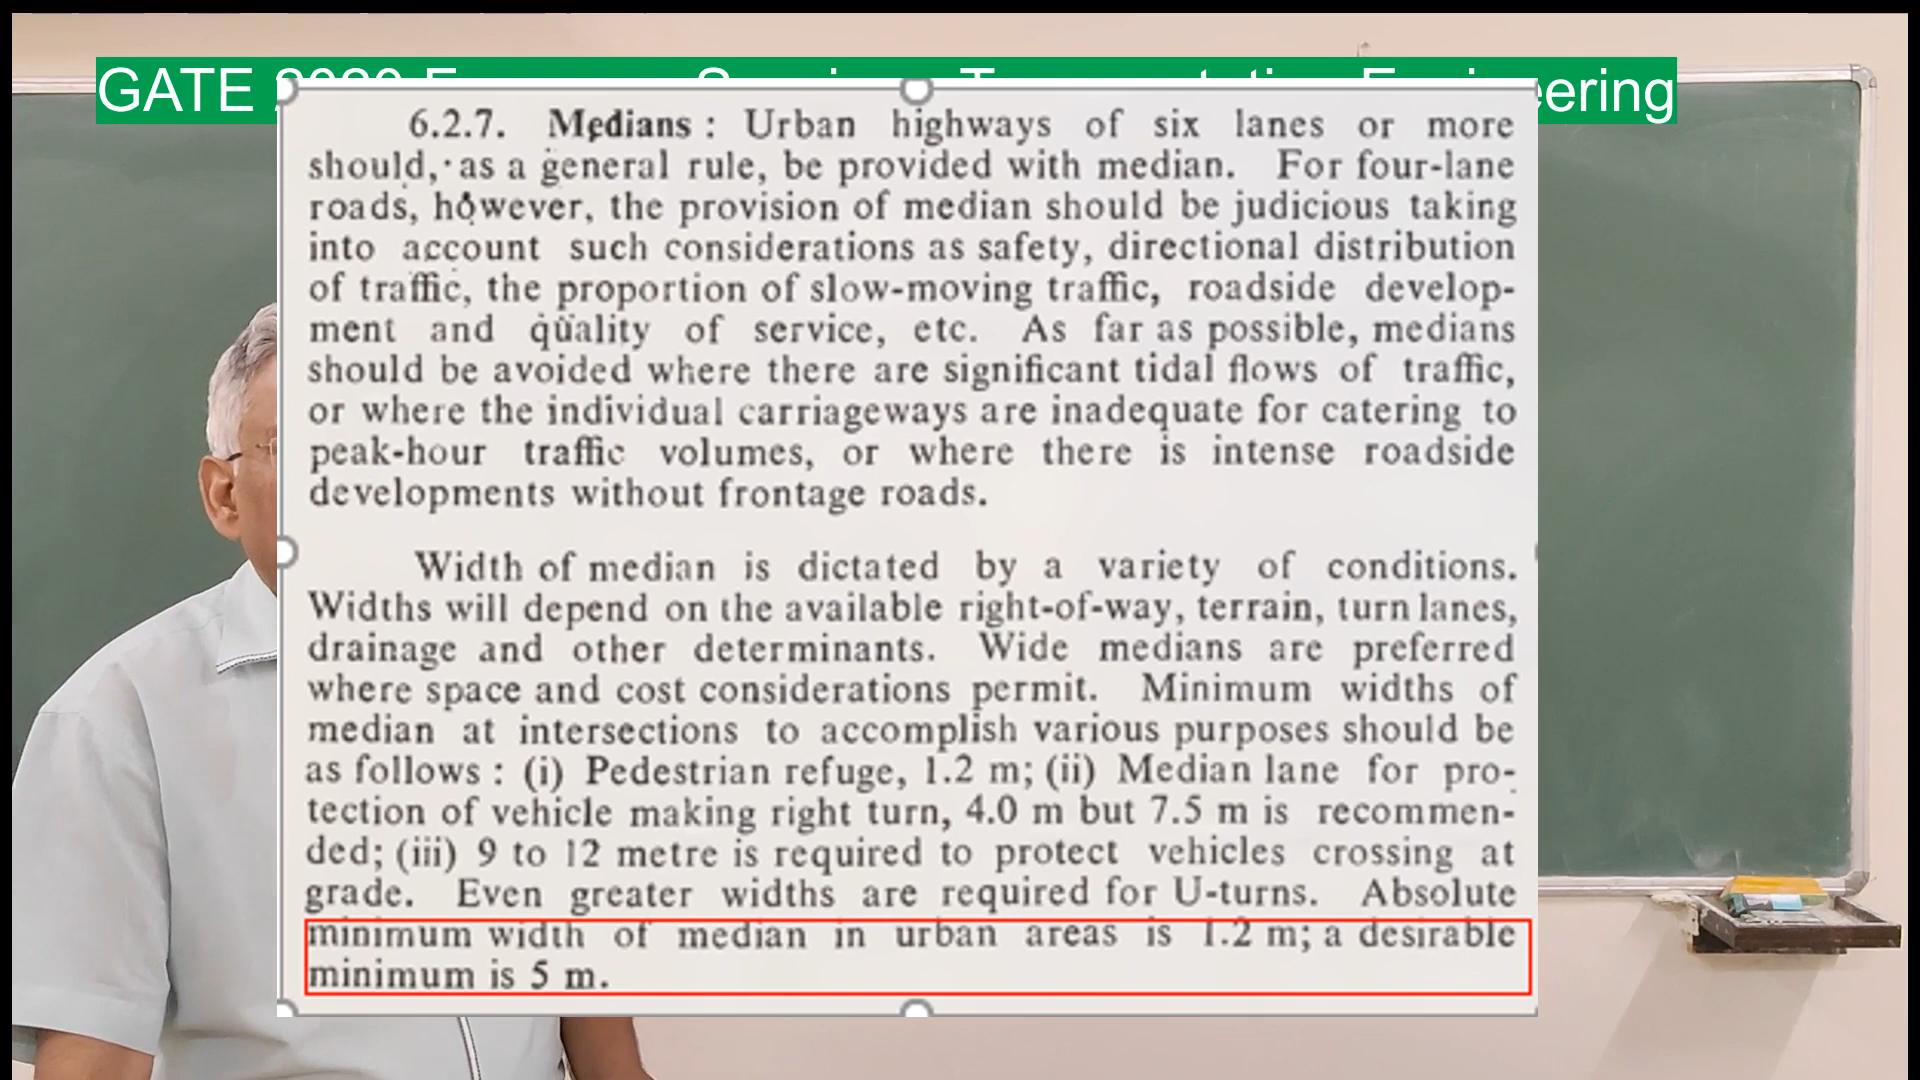 GATE
ering
6.2.7. Medians : Urban highways of six lanes or more
should, as a general rule, be provided with median. For four-lane
roads, however, the provision of median should be judicious taking
into account such considerations as safety, directional distribution
of traffic, the proportion of slow-moving traffic, roadside develop-
ment and quality of service, etc. As far as possible, medians
should be avoided where there are significant tidal flows of traffic,
or where the individual carriageways are inadequate for catering to
peak-hour traffic volumes, or where there is intense roadside
developments without frontage roads.
Width of median is dictated by a variety of conditions.
Widths will depend on the available right-of-way, terrain, turn lanes,
drainage and other determinants. Wide medians are preferred
where space and cost considerations permit. Minimum widths of
median at intersections to accomplish various purposes should be
as follows : (i) Pedestrian refuge, 1.2 m; (ii) Median lane for pro-
tection of vehicle making right turn, 4.0 m but 7.5 m is recommen-
ded; (iii) 9 to 12 metre is required to protect vehicles crossing at
grade. Even greater widths are required for U-turns. Absolute
minimum width of median in urban areas is 1.2 m; a desirable
minimum is 5 m.